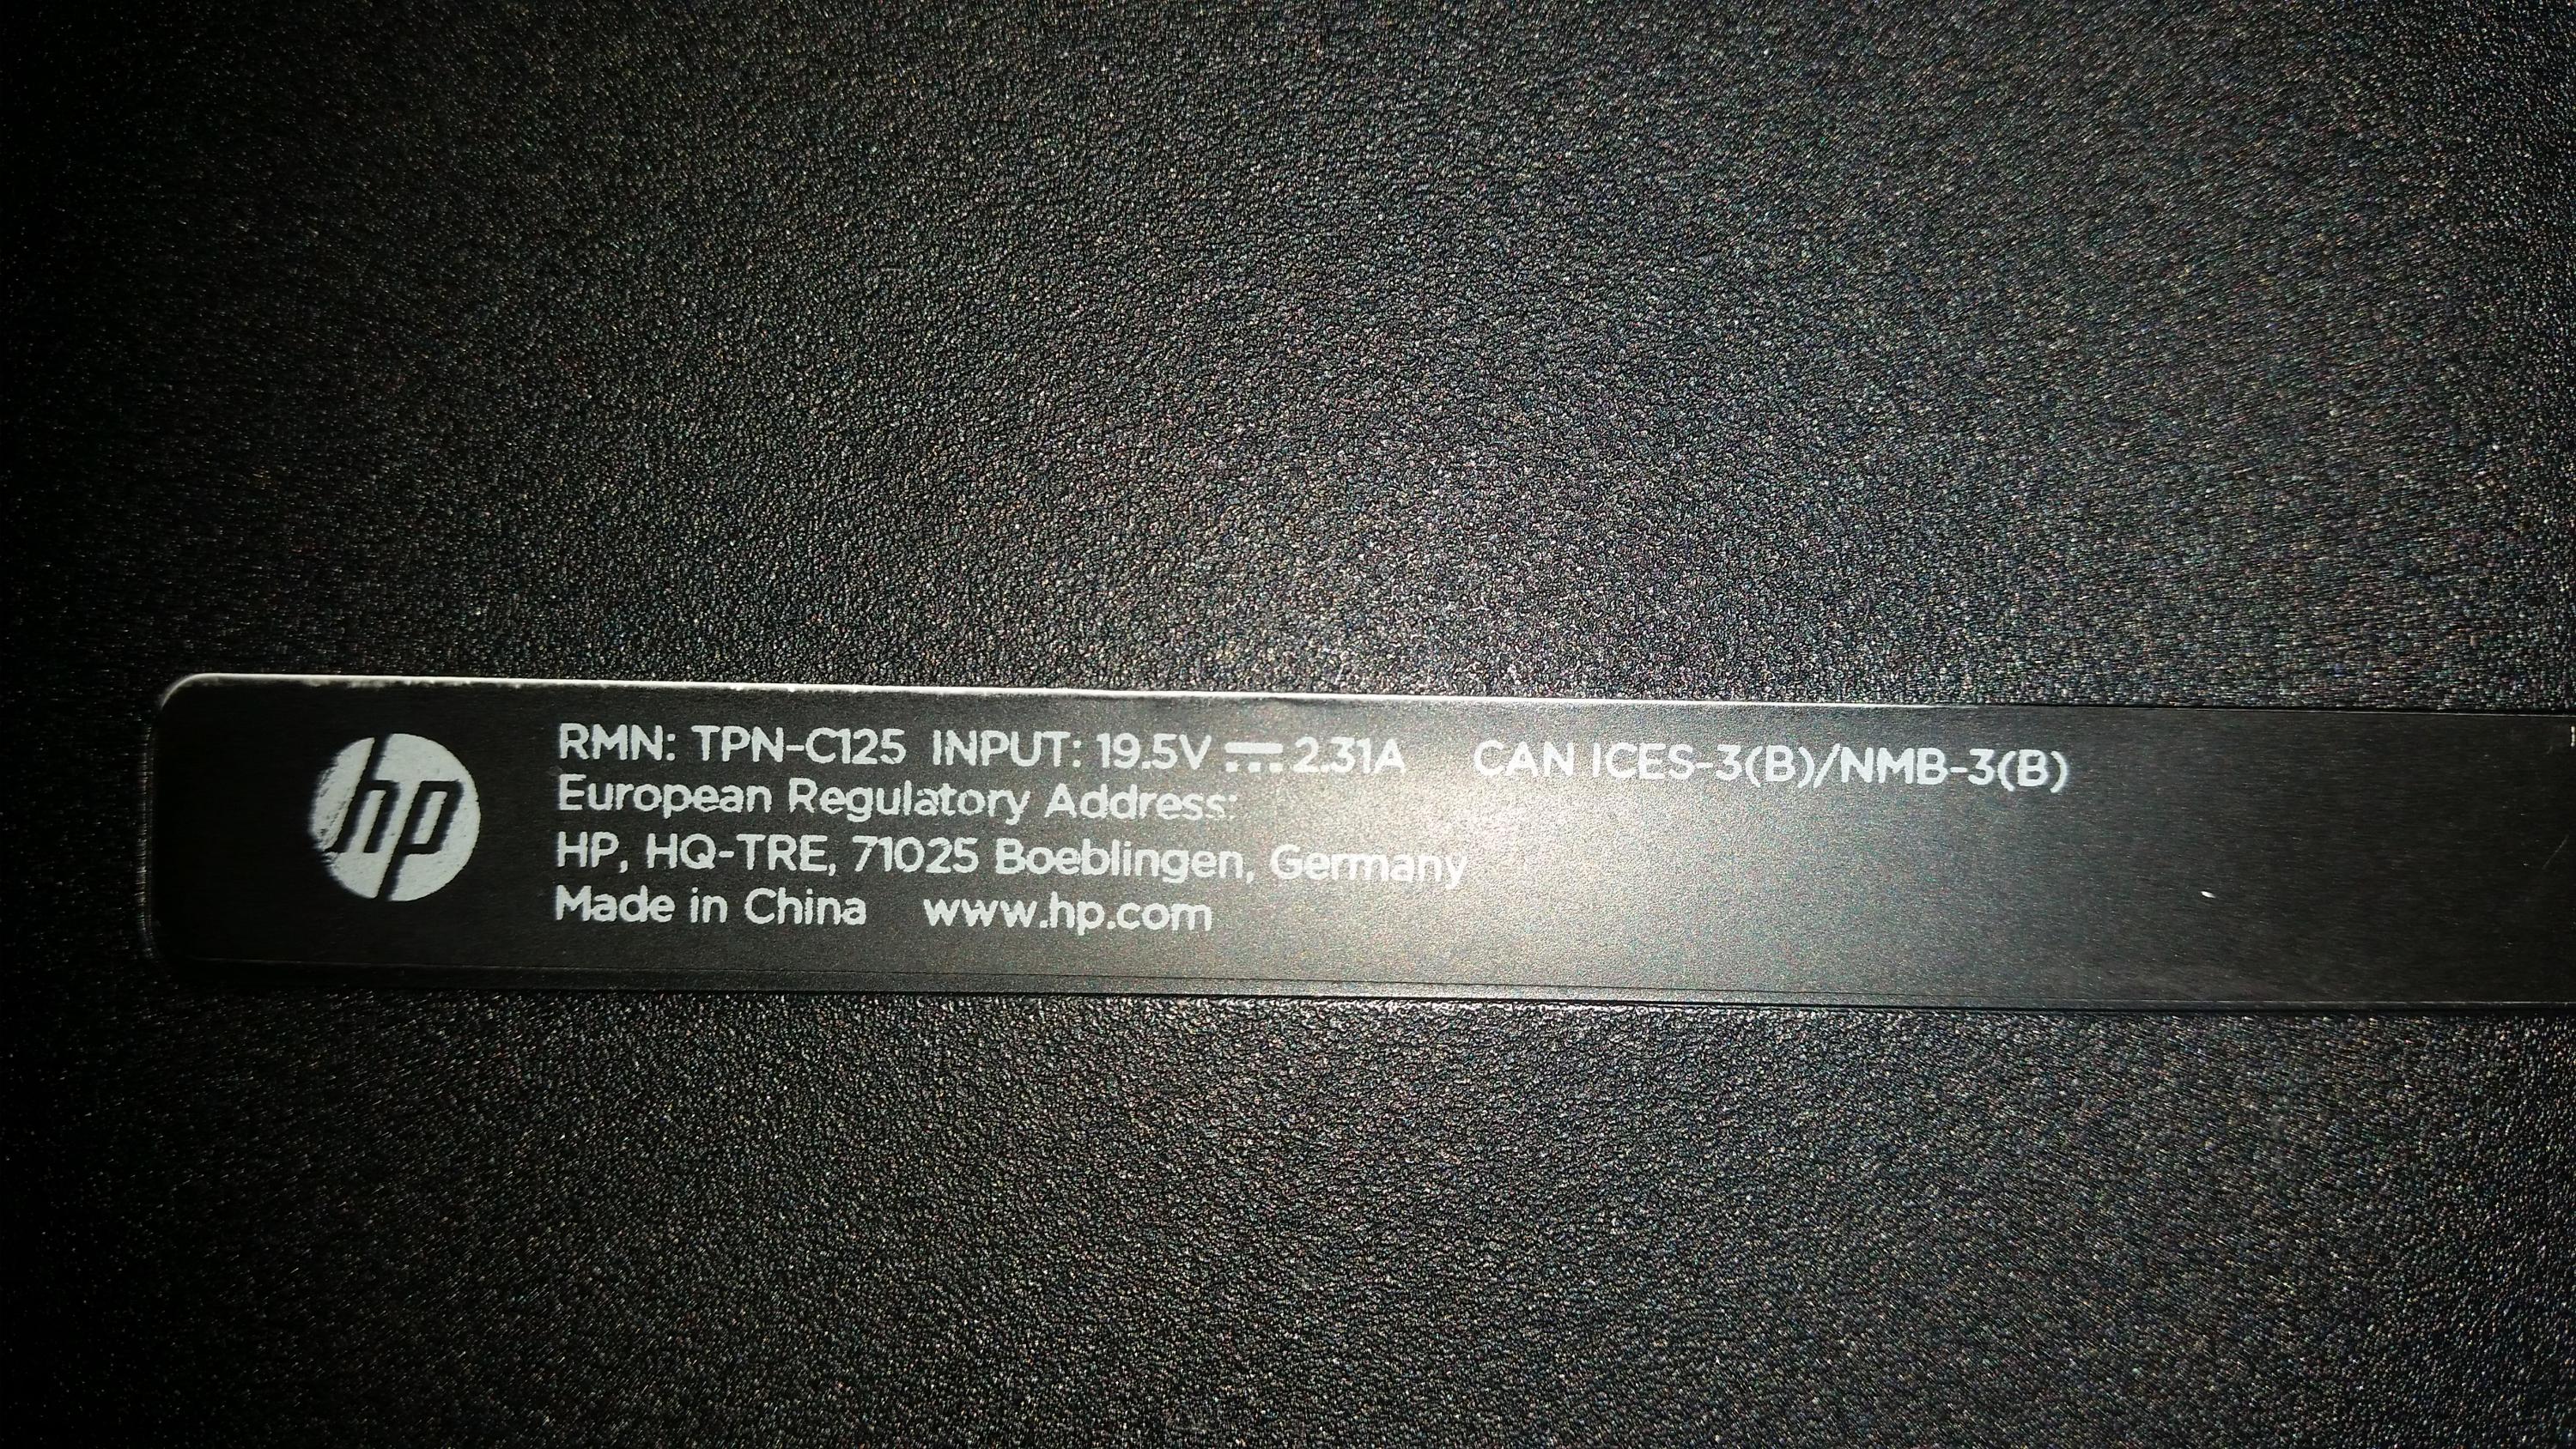 hp
RMN: TPN-C125 INPUT: 19.5V ⎓ 2.31A CAN ICES-3(B)/NMB-3(B)
European Regulatory Address:
HP, HQ-TRE, 71025 Boeblingen, Germany
Made in China www.hp.com